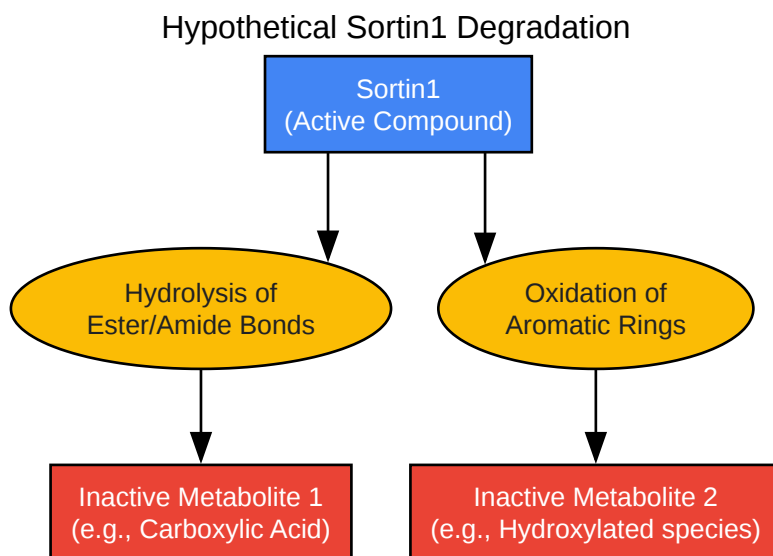 Hypothetical Sortin1 Degradation
Sortin1
(Active Compound)
Hydrolysis of
Ester/Amide Bonds
Oxidation of
Aromatic Rings
Inactive Metabolite 1
(e.g., Carboxylic Acid)
Inactive Metabolite 2
(e.g., Hydroxylated species)